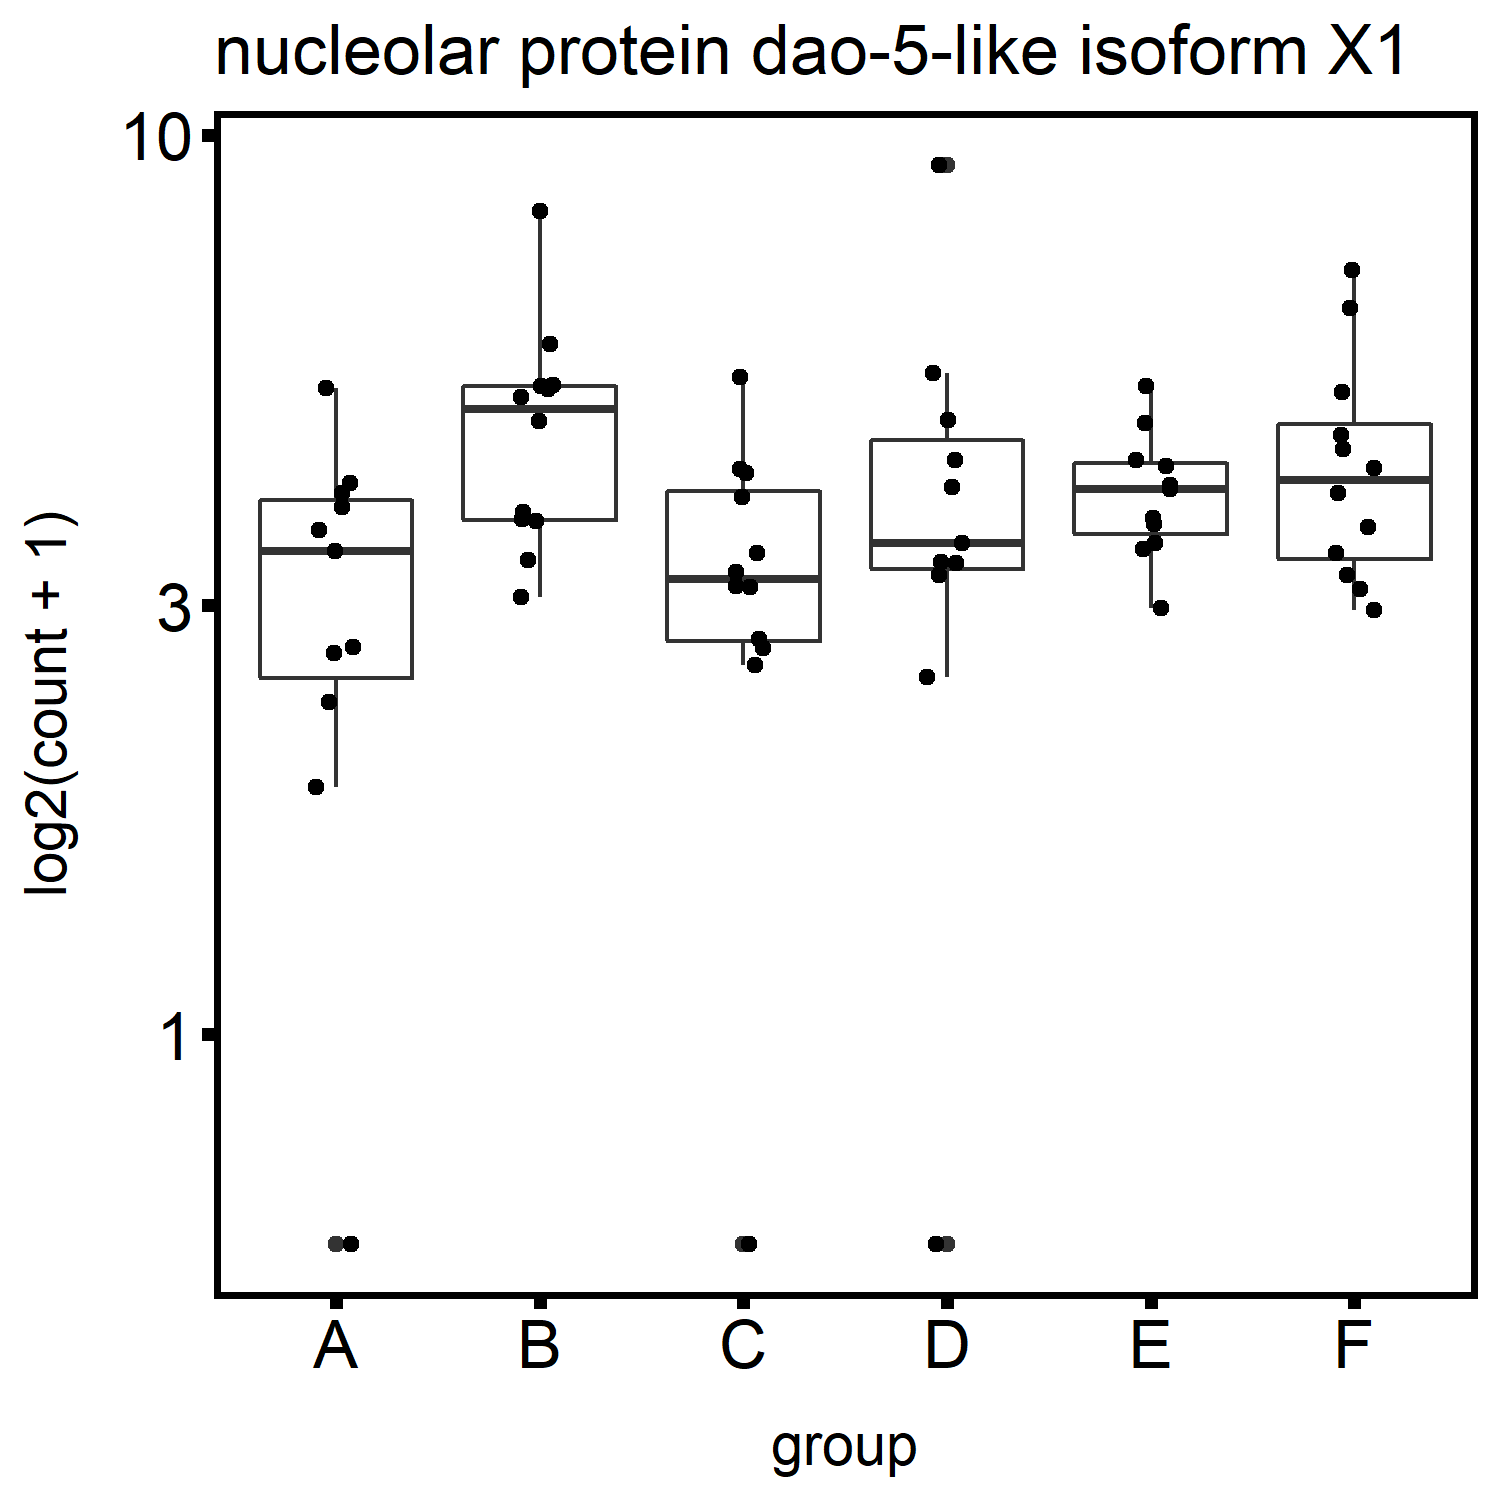 nucleolar protein dao-5-like isoform X1
10
3
1
log2(count + 1)
A B C D E F
group